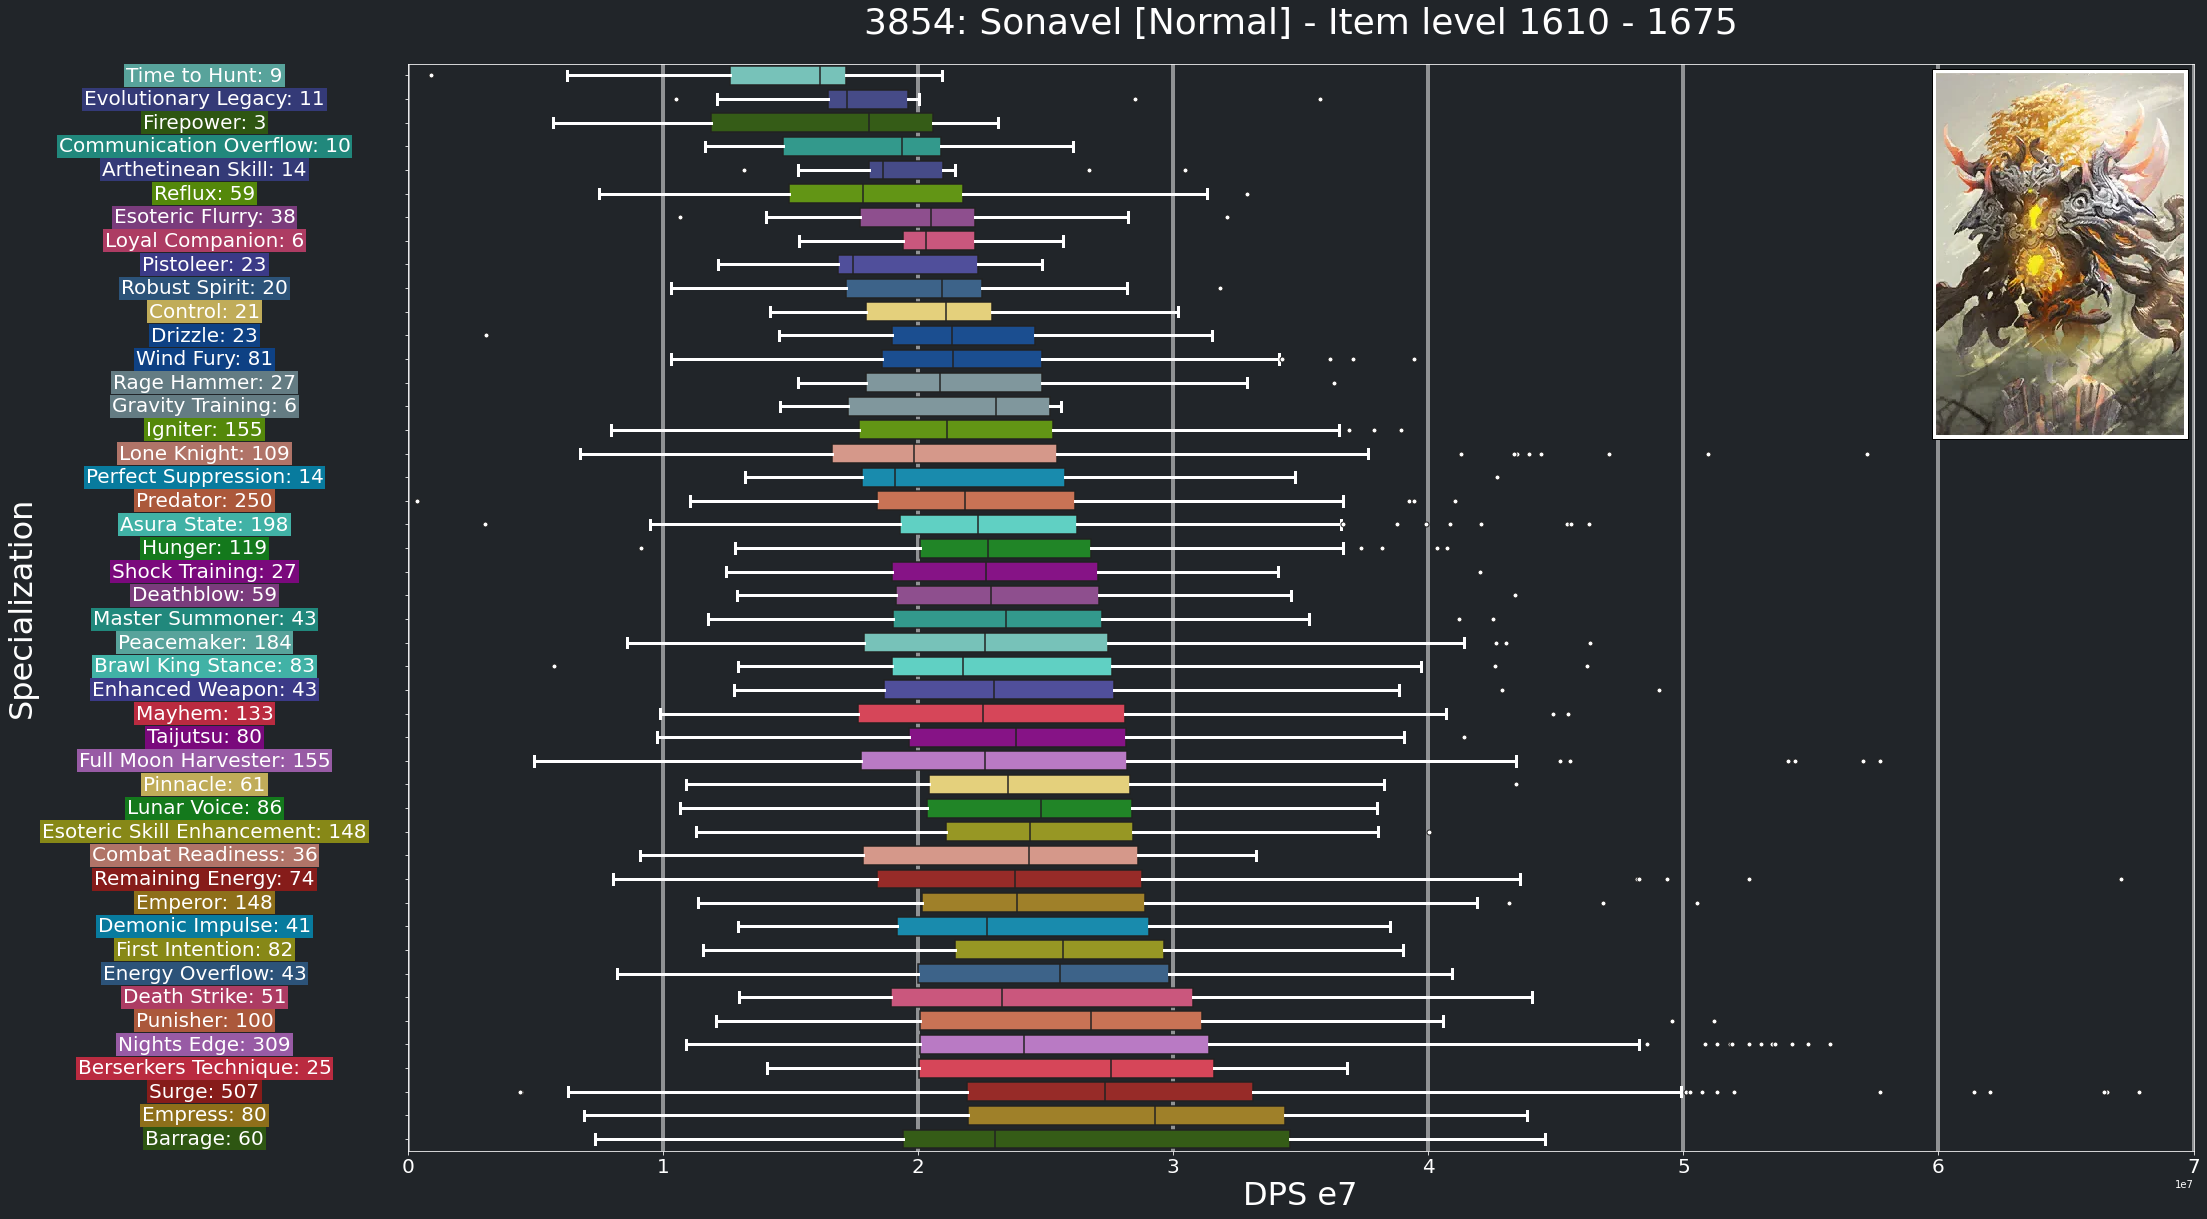 3854: Sonavel [Normal] - Item level 1610 - 1675
Time to Hunt: 9
Evolutionary Legacy: 11
Firepower: 3
Communication Overflow: 10
Arthetinean Skill: 14
Reflux: 59
Esoteric Flurry: 38
Loyal Companion: 6
Pistoleer: 23
Robust Spirit: 20
Control: 21
Drizzle: 23
Wind Fury: 81
Rage Hammer: 27
Gravity Training: 6
Igniter: 155
Lone Knight: 109
Perfect Suppression: 14
Predator: 250
Asura State: 198
Hunger: 119
Shock Training: 27
Deathblow: 59
Master Summoner: 43
Peacemaker: 184
Brawl King Stance: 83
Enhanced Weapon: 43
Mayhem: 133
Taijutsu: 80
Full Moon Harvester: 155
Pinnacle: 61
Lunar Voice: 86
Esoteric Skill Enhancement: 148
Combat Readiness: 36
Remaining Energy: 74
Emperor: 148
Demonic Impulse: 41
First Intention: 82
Energy Overflow: 43
Death Strike: 51
Punisher: 100
Nights Edge: 309
Berserkers Technique: 25
Surge: 507
Empress: 80
Barrage: 60
Specialization
0 1 2 3 4 5 6 7
1e7
DPS e7